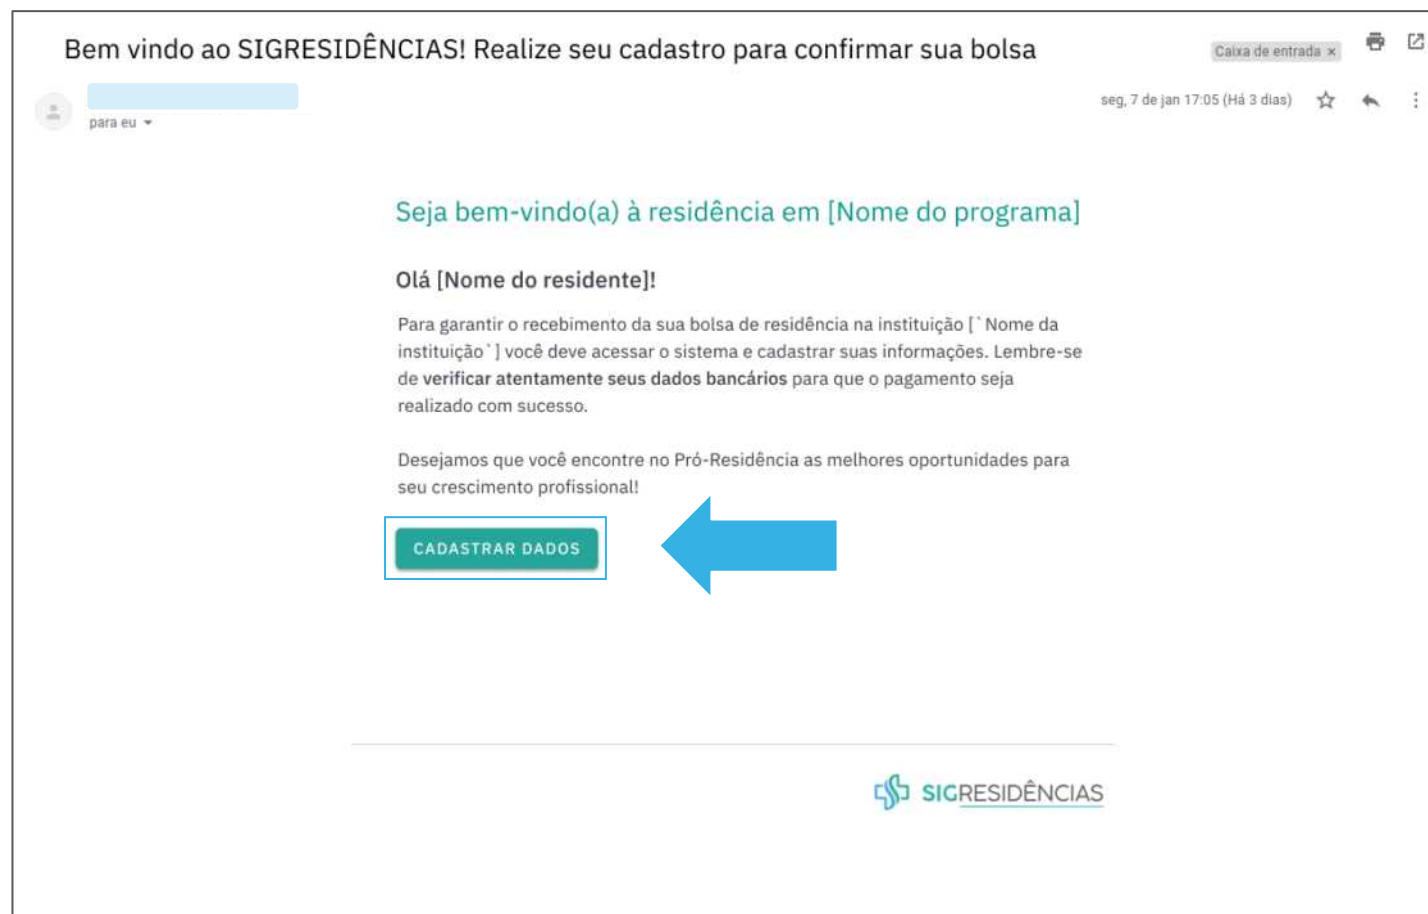 Bem vindo ao SIGRESIDÊNCIAS! Realize seu cadastro para confirmar sua bolsa
Caixa de entrada ×
seg, 7 de jan 17:05 (Há 3 dias)
para eu
Seja bem-vindo(a) à residência em [Nome do programa]
Olá [Nome do residente]!
Para garantir o recebimento da sua bolsa de residência na instituição [`Nome da
instituição`] você deve acessar o sistema e cadastrar suas informações. Lembre-se
de verificar atentamente seus dados bancários para que o pagamento seja
realizado com sucesso.
Desejamos que você encontre no Pró-Residência as melhores oportunidades para
seu crescimento profissional!
CADASTRAR DADOS
SIGRESIDÊNCIAS